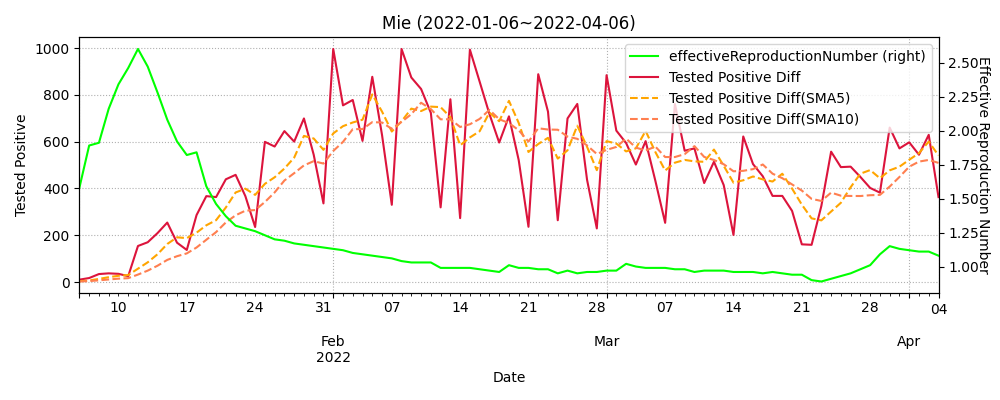 Mie (2022-01-06~2022-04-06)
effectiveReproductionNumber (right)
Tested Positive Diff
Tested Positive Diff(SMA5)
Tested Positive Diff(SMA10)
Tested Positive
1000
800
600
400
200
0
2.50
2.25
2.00
1.75
1.50
1.25
1.00
Effective Reproduction Number
10 17 24 31 07 14 21 28 07 14 21 28 04
Feb Mar Apr
2022
Date